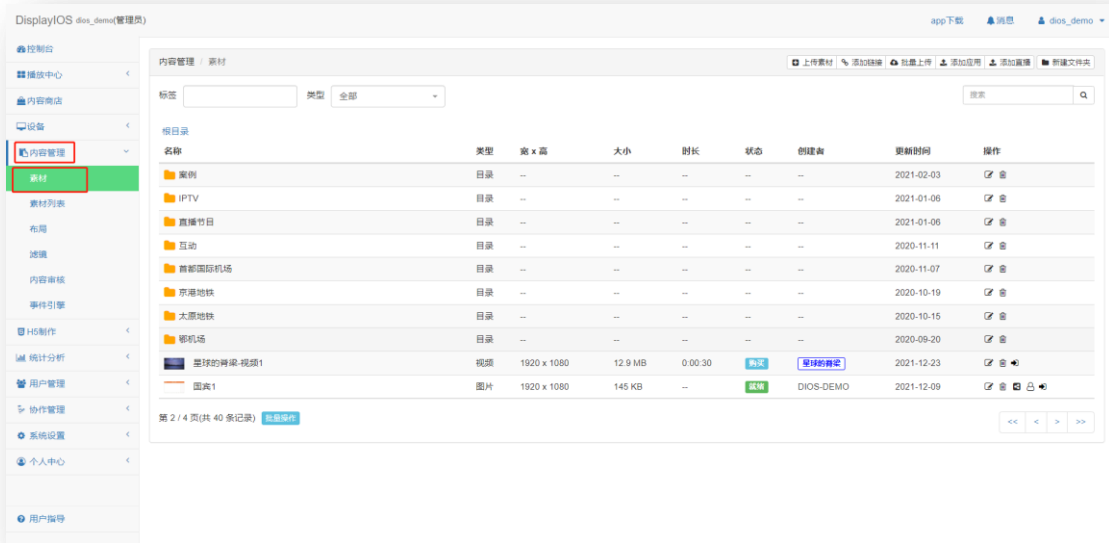 DisplayIOS dios_demo(管理员) app下载 消息 dios_demo
控制台
播放中心
内容商店
设备
内容管理
素材
素材列表
布局
滤镜
内容审核
事件引擎
H5制作
统计分析
用户管理
协作管理
系统设置
个人中心
用户指导
内容管理 / 素材 上传素材 添加链接 批量上传 添加应用 添加直播 新建文件夹
标签 类型 全部 搜索
根目录
名称 类型 宽 x 高 大小 时长 状态 创建者 更新时间 操作
案例 目录 -- -- -- -- -- 2021-02-03
IPTV 目录 -- -- -- -- -- 2021-01-06
直播节目 目录 -- -- -- -- -- 2021-01-06
互动 目录 -- -- -- -- -- 2020-11-11
首都国际机场 目录 -- -- -- -- -- 2020-11-07
京港地铁 目录 -- -- -- -- -- 2020-10-19
太原地铁 目录 -- -- -- -- -- 2020-10-15
鄂机场 目录 -- -- -- -- -- 2020-09-20
星球的脊梁-视频1 视频 1920 x 1080 12.9 MB 0:00:30 购买 星球的脊梁 2021-12-23
国宾1 图片 1920 x 1080 145 KB -- 就绪 DIOS-DEMO 2021-12-09
第 2 / 4 页(共 40 条记录) 批量操作 << < > >>